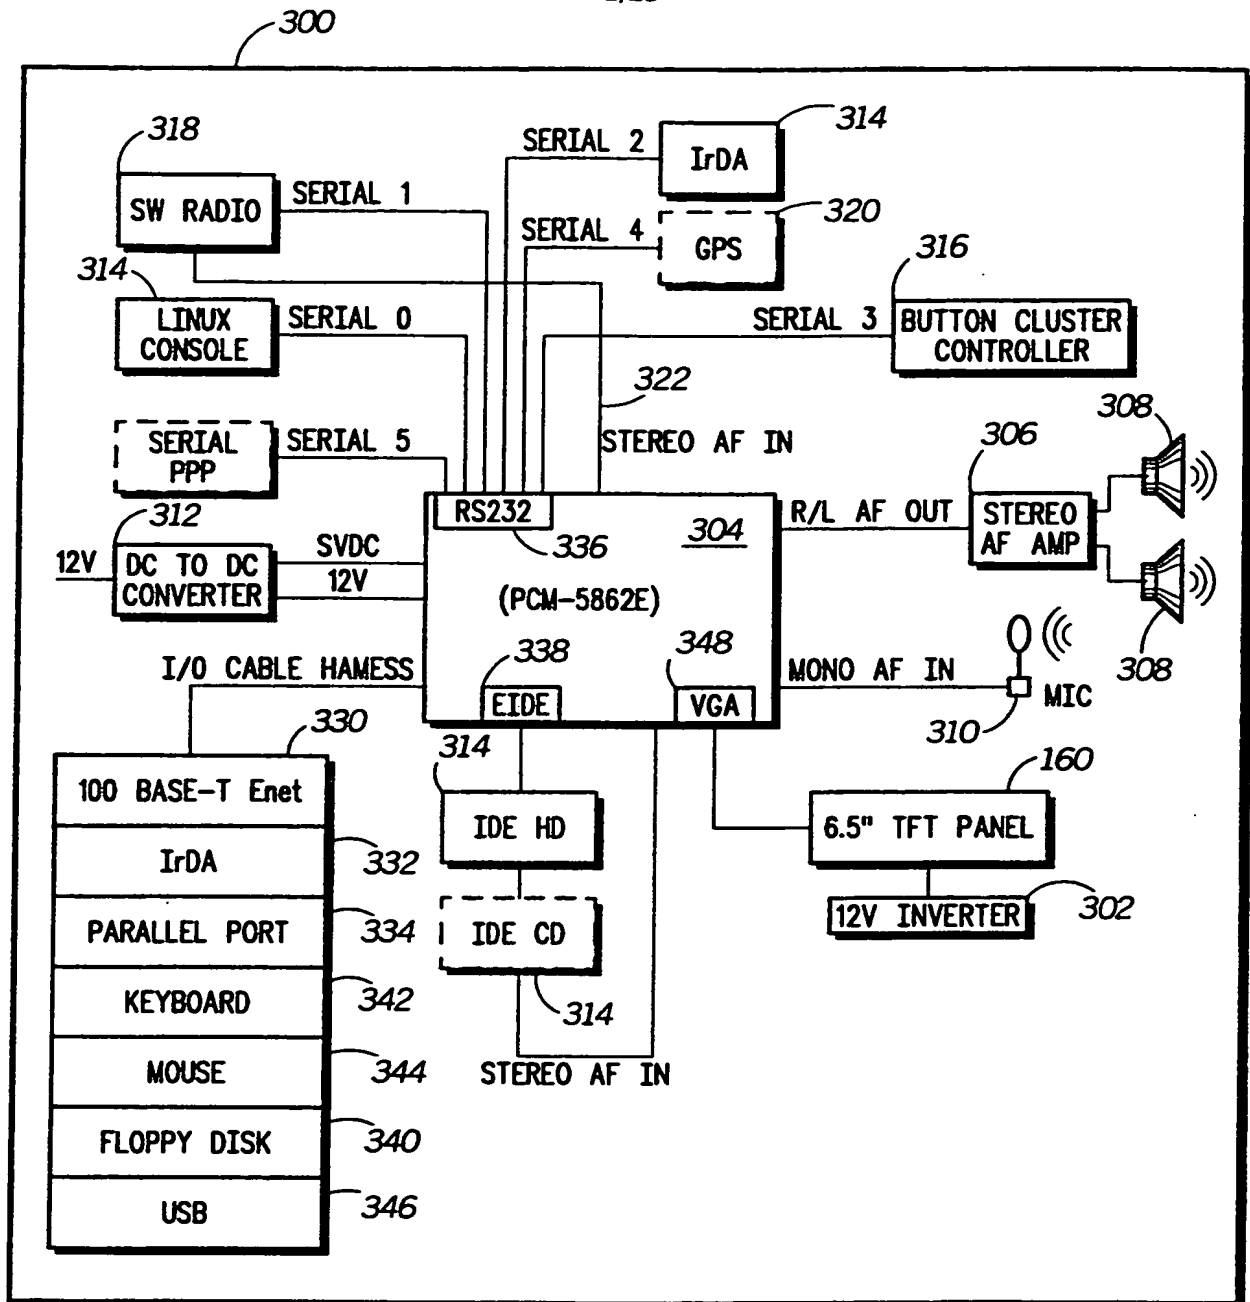 300
318
SERIAL 2
IrDA
314
SW RADIO
SERIAL 1
SERIAL 4
GPS
320
314
LINUX
CONSOLE
SERIAL 0
SERIAL 3
316
BUTTON CLUSTER
CONTROLLER
322
SERIAL
PPP
SERIAL 5
STEREO AF IN
306
308
312
RS232
336
304
R/L AF OUT
STEREO
AF AMP
12V
DC TO DC
CONVERTER
SVDC
12V
(PCM-5862E)
308
I/O CABLE HAMESS
338
EIDE
348
VGA
MONO AF IN
310
MIC
330
100 BASE-T Enet
314
IDE HD
160
6.5" TFT PANEL
IrDA
332
12V INVERTER
302
PARALLEL PORT
334
IDE CD
314
KEYBOARD
342
MOUSE
344
STEREO AF IN
FLOPPY DISK
340
USB
346